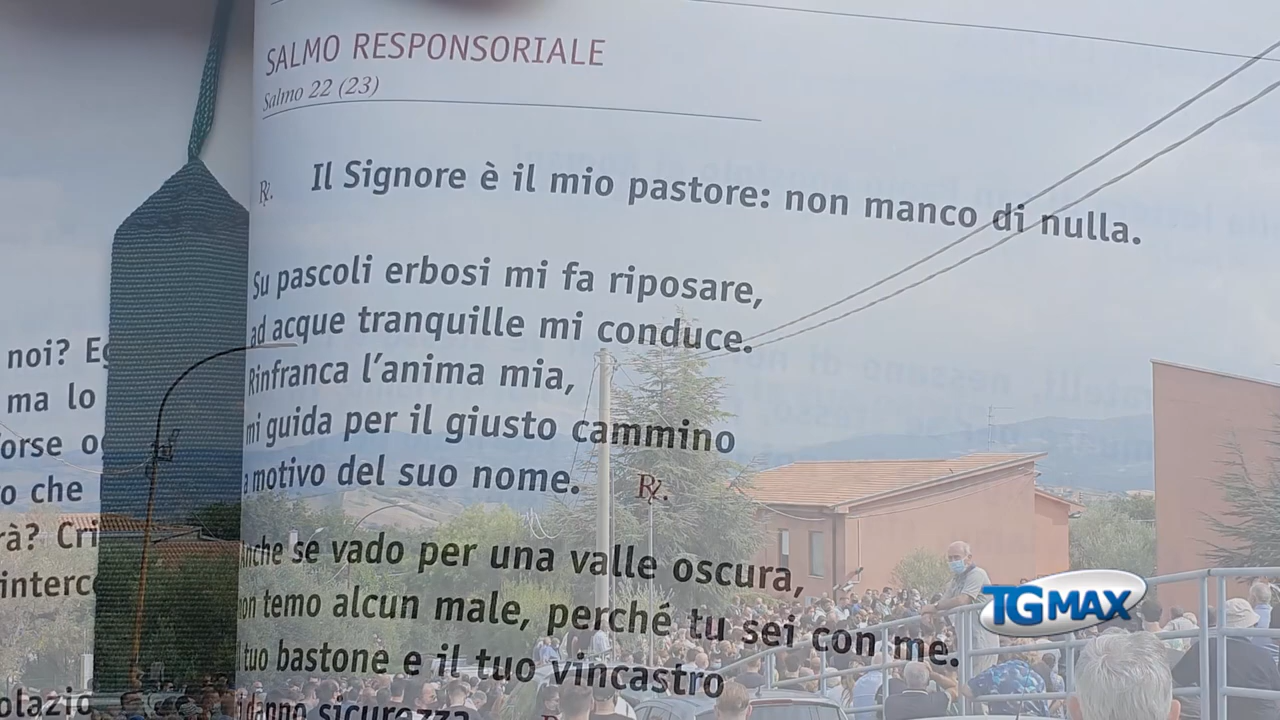 noi?
ma lo
o che
SALMO RESPONSORIALE
Salmo 22 (23)
℟. Il Signore è il mio pastore: non manco di nulla.
Su pascoli erbosi mi fa riposare,
ad acque tranquille mi conduce.
Rinfranca l'anima mia,
mi guida per il giusto cammino
a motivo del suo nome. ℟.
Anche se vado per una valle oscura,
non temo alcun male, perché tu sei con me.
Il tuo bastone e il tuo vincastro
mi danno sicurezza.
TGMAX